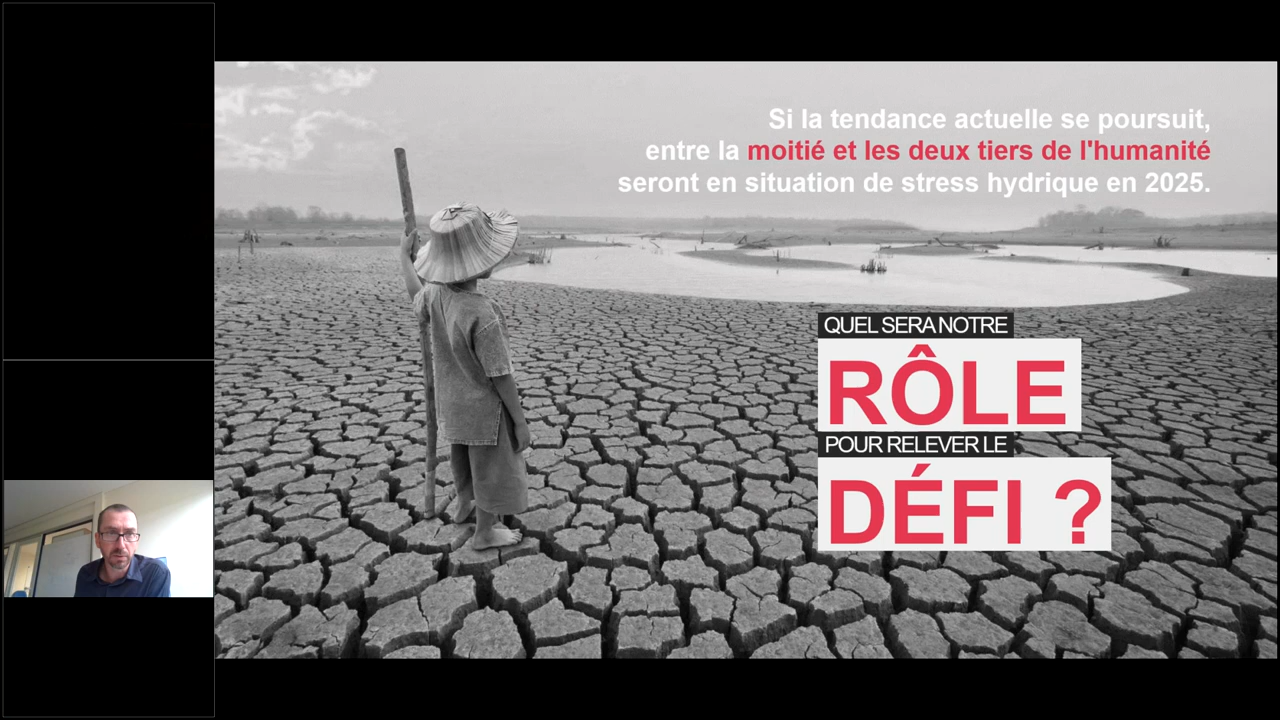 Si la tendance actuelle se poursuit,
entre la moitié et les deux tiers de l'humanité
seront en situation de stress hydrique en 2025.
QUEL SERA NOTRE
RÔLE
POUR RELEVER LE
DÉFI ?